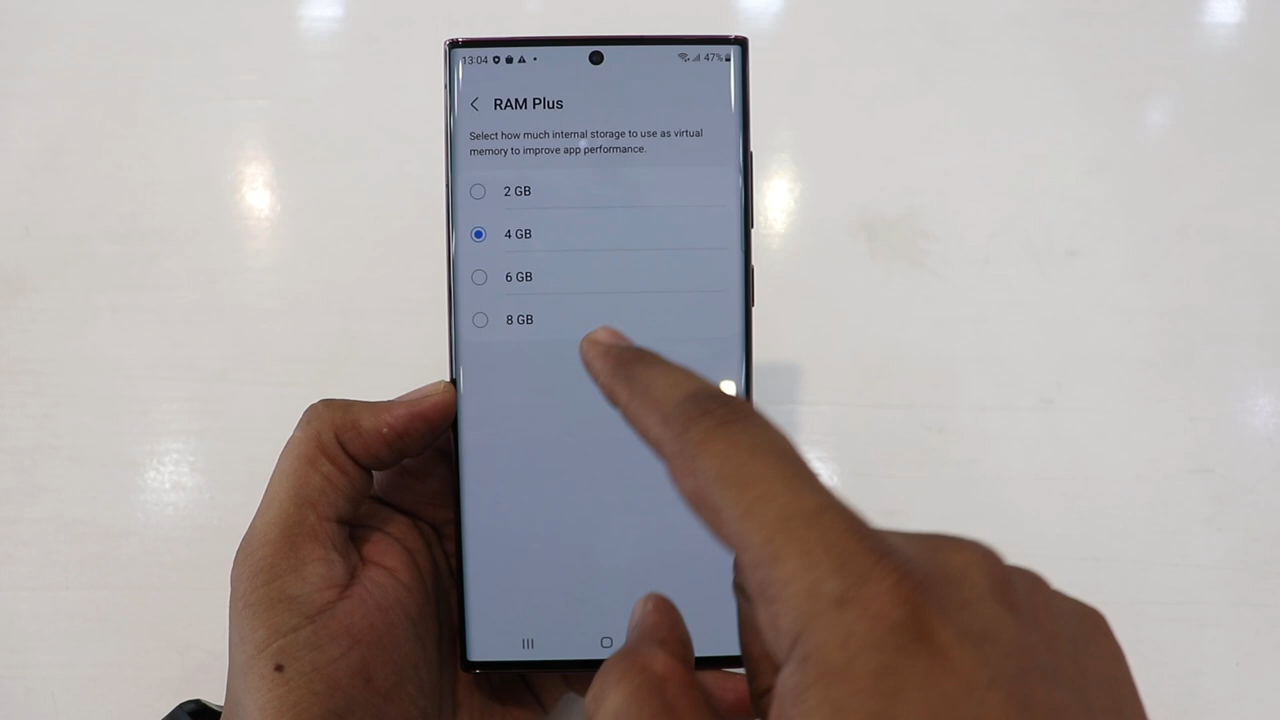 13:04 47%
RAM Plus
Select how much internal storage to use as virtual
memory to improve app performance.
2 GB
4 GB
6 GB
8 GB